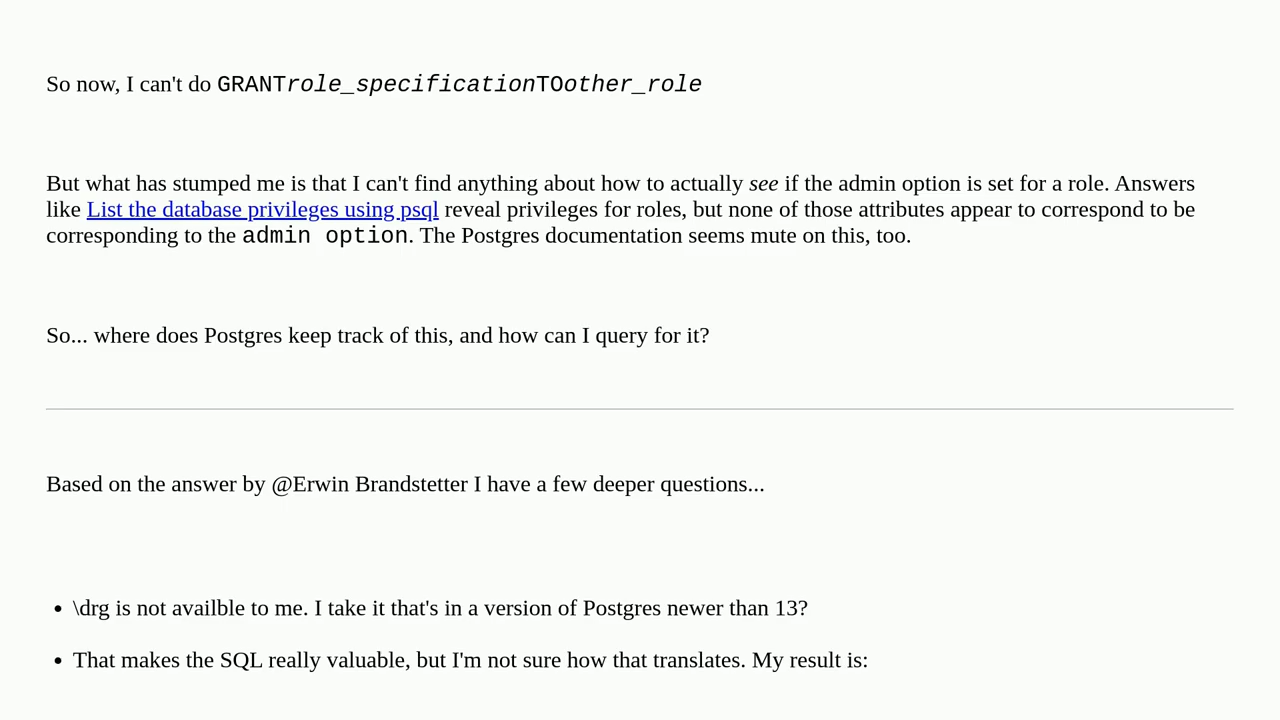 So now, I can't do GRANTrole_specificationTOother_role
But what has stumped me is that I can't find anything about how to actually see if the admin option is set for a role. Answers
like List the database privileges using psql reveal privileges for roles, but none of those attributes appear to correspond to be
corresponding to the admin option. The Postgres documentation seems mute on this, too.
So... where does Postgres keep track of this, and how can I query for it?
Based on the answer by @Erwin Brandstetter I have a few deeper questions...
• \drg is not availble to me. I take it that's in a version of Postgres newer than 13?
• That makes the SQL really valuable, but I'm not sure how that translates. My result is: